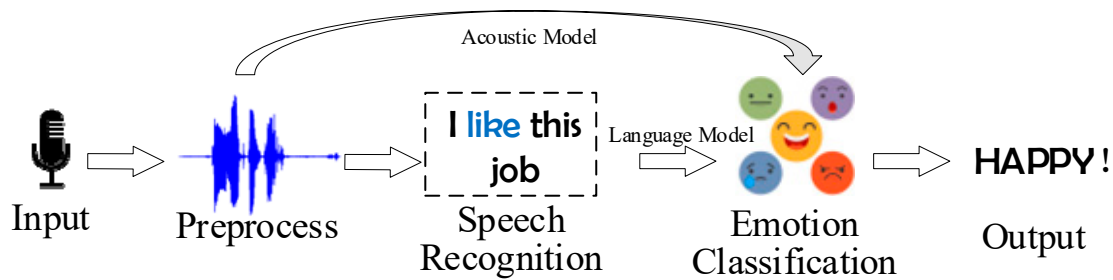 Acoustic Model
I like this
job
Language Model
HAPPY!
Input
Preprocess
Speech
Recognition
Emotion
Classification
Output